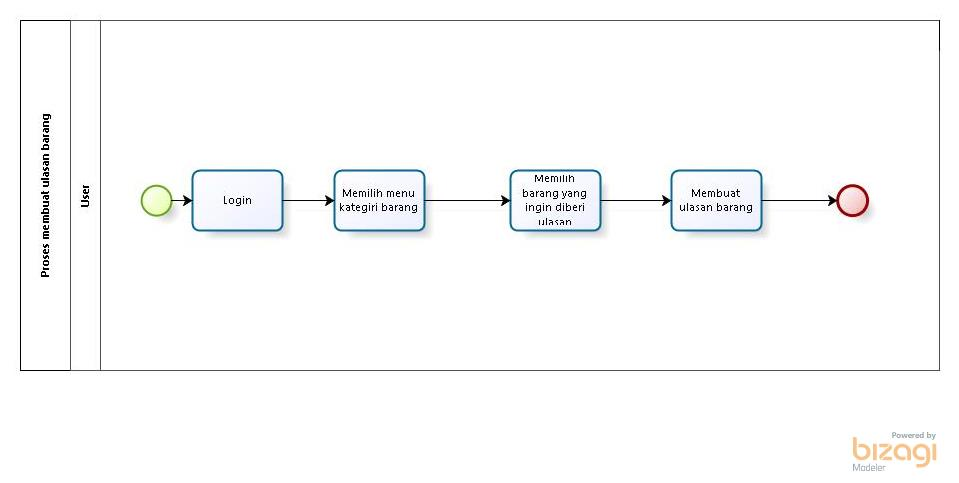 Proses membuat ulasan barang
User
Login
Memilih menu
kategiri barang
Memilih
barang yang
ingin diberi
ulasan
Membuat
ulasan barang
Powered by
bizagi
Modeler